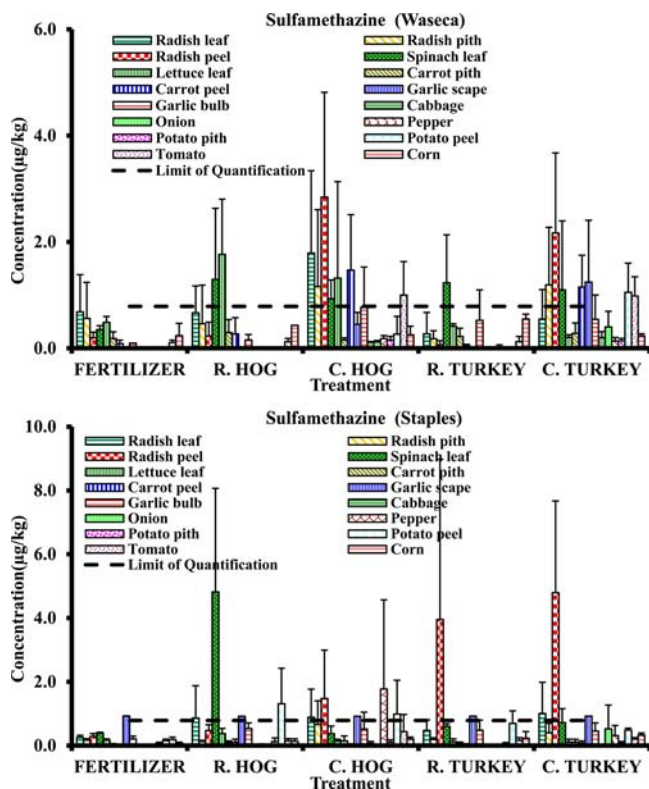 Sulfamethazine (Waseca)
6.0
4.0
2.0
0.0
Concentration(µg/kg)
Radish leaf
Radish peel
Lettuce leaf
Carrot peel
Garlic bulb
Onion
Potato pith
Tomato
Limit of Quantification
Radish pith
Spinach leaf
Carrot pith
Garlic scape
Cabbage
Pepper
Potato peel
Corn
FERTILIZER R. HOG C. HOG R. TURKEY C. TURKEY
Treatment
Sulfamethazine (Staples)
10.0
8.0
6.0
4.0
2.0
0.0
Concentration(µg/kg)
Radish leaf
Radish peel
Lettuce leaf
Carrot peel
Garlic bulb
Onion
Potato pith
Tomato
Limit of Quantification
Radish pith
Spinach leaf
Carrot pith
Garlic scape
Cabbage
Pepper
Potato peel
Corn
FERTILIZER R. HOG C. HOG R. TURKEY C. TURKEY
Treatment